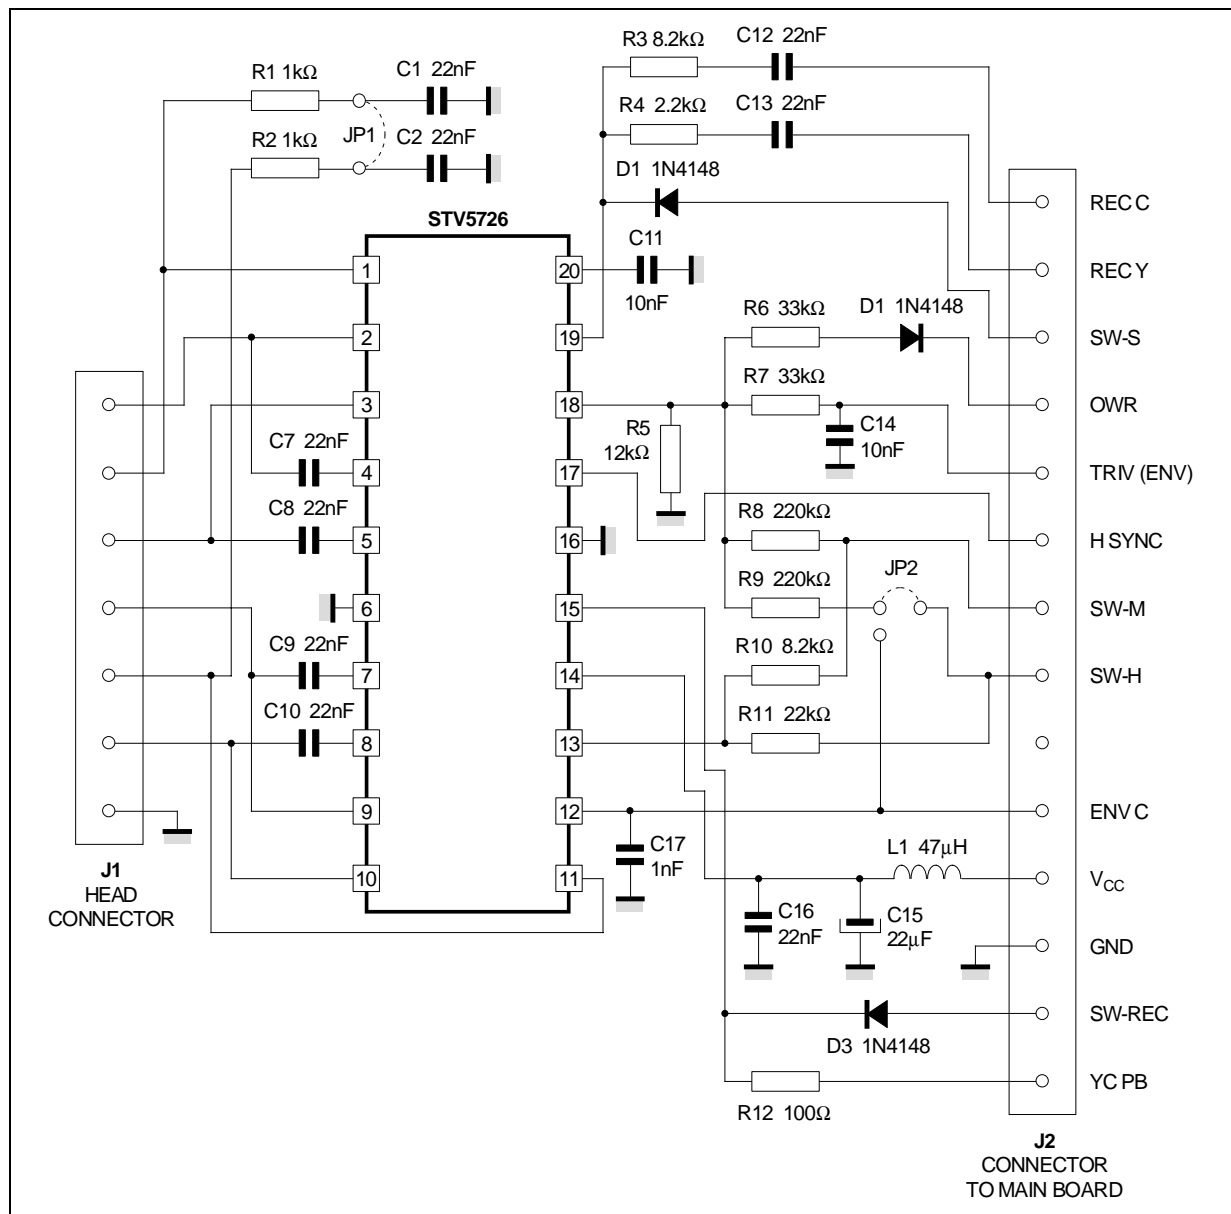 R3 8.2kΩ
C12 22nF
R1 1kΩ
C1 22nF
R4 2.2kΩ
C13 22nF
JP1
R2 1kΩ
C2 22nF
D1 1N4148
STV5726
REC C
C11
10nF
1
20
REC Y
R6 33kΩ
D1 1N4148
2
19
SW-S
R7 33kΩ
3
18
OWR
R5
12kΩ
C14
10nF
C7 22nF
4
17
TRIV (ENV)
C8 22nF
R8 220kΩ
5
16
H SYNC
JP2
R9 220kΩ
6
15
SW-M
C9 22nF
R10 8.2kΩ
7
14
SW-H
C10 22nF
R11 22kΩ
8
13
9
12
ENV C
C17
1nF
L1 47µH
10
11
VCC
J1
HEAD
CONNECTOR
C16
22nF
C15
22µF
GND
SW-REC
D3 1N4148
YC PB
R12 100Ω
J2
CONNECTOR
TO MAIN BOARD